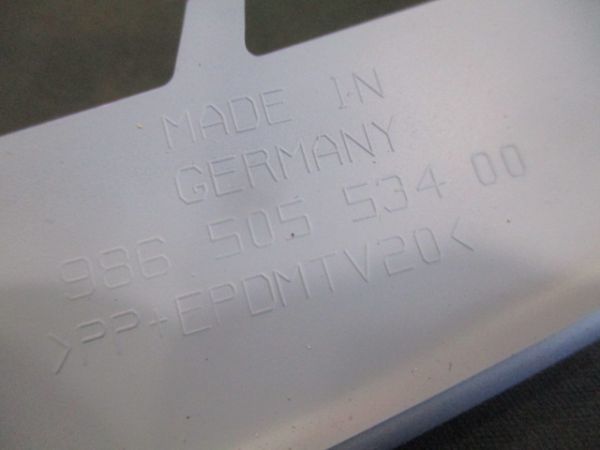 MADE IN
GERMANY
986 505 534 00
>PP+EPDMTV20<